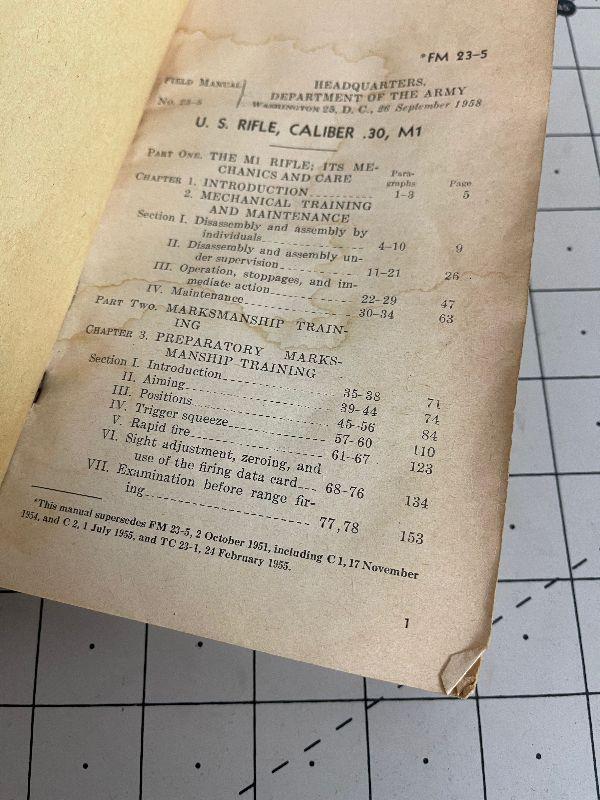 *FM 23-5
FIELD MANUAL
No. 23-5
HEADQUARTERS,
DEPARTMENT OF THE ARMY
WASHINGTON 25, D. C., 26 September 1958
U. S. RIFLE, CALIBER .30, M1
Para- graphs Page
PART ONE. THE M1 RIFLE; ITS ME-
CHANICS AND CARE
CHAPTER 1. INTRODUCTION 1-3 5
2. MECHANICAL TRAINING
AND MAINTENANCE
Section I. Disassembly and assembly by
individuals 4-10 9
II. Disassembly and assembly un-
der supervision 11-21 26
III. Operation, stoppages, and im-
mediate action 22-29 47
IV. Maintenance 30-34 63
PART TWO. MARKSMANSHIP TRAIN-
ING
CHAPTER 3. PREPARATORY MARKS-
MANSHIP TRAINING
Section I. Introduction 35-38 71
II. Aiming 39-44 74
III. Positions 45-56 84
IV. Trigger squeeze 57-60 110
V. Rapid fire 61-67 123
VI. Sight adjustment, zeroing, and
use of the firing data card 68-76 134
VII. Examination before range fir-
ing 77,78 153
*This manual supersedes FM 23-5, 2 October 1951, including C 1, 17 November
1954, and C 2, 1 July 1955, and TC 23-1, 24 February 1955.
1